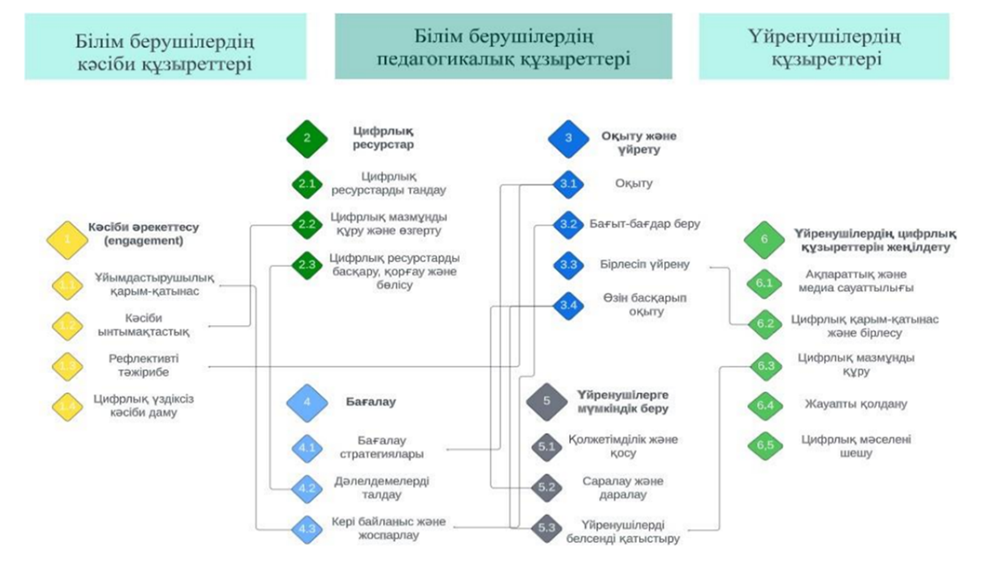 Білім берушілердің
кәсіби құзыреттері
Білім берушілердің
педагогикалық құзыреттері
Үйренушілердің
құзыреттері
1
Кәсіби әрекеттесу
(engagement)
1.1
Ұйымдастырушылық
қарым-қатынас
1.2
Кәсіби
ынтымақтастық
1.3
Рефлективті
тәжірибе
1.4
Цифрлық үздіксіз
кәсіби даму
2
Цифрлық
ресурстар
2.1
Цифрлық
ресурстарды таңдау
2.2
Цифрлық мазмұнды
құру және өзгерту
2.3
Цифрлық ресурстарды
басқару, қорғау және
бөлісу
3
Оқыту және
үйрету
3.1
Оқыту
3.2
Бағыт-бағдар беру
3.3
Бірлесіп үйрену
3.4
Өзін басқарып
оқыту
4
Бағалау
4.1
Бағалау
стратегиялары
4.2
Дәлелдемелерді
талдау
4.3
Кері байланыс және
жоспарлау
5
Үйренушілерге
мүмкіндік беру
5.1
Қолжетімділік және
қосу
5.2
Саралау және
даралау
5.3
Үйренушілерді
белсенді қатыстыру
6
Үйренушілердің цифрлық
құзыреттерін жеңілдету
6.1
Ақпараттық және
медиа сауаттылығы
6.2
Цифрлық қарым-қатынас
және бірлесу
6.3
Цифрлық мазмұнды
құру
6.4
Жауапты қолдану
6,5
Цифрлық мәселені
шешу